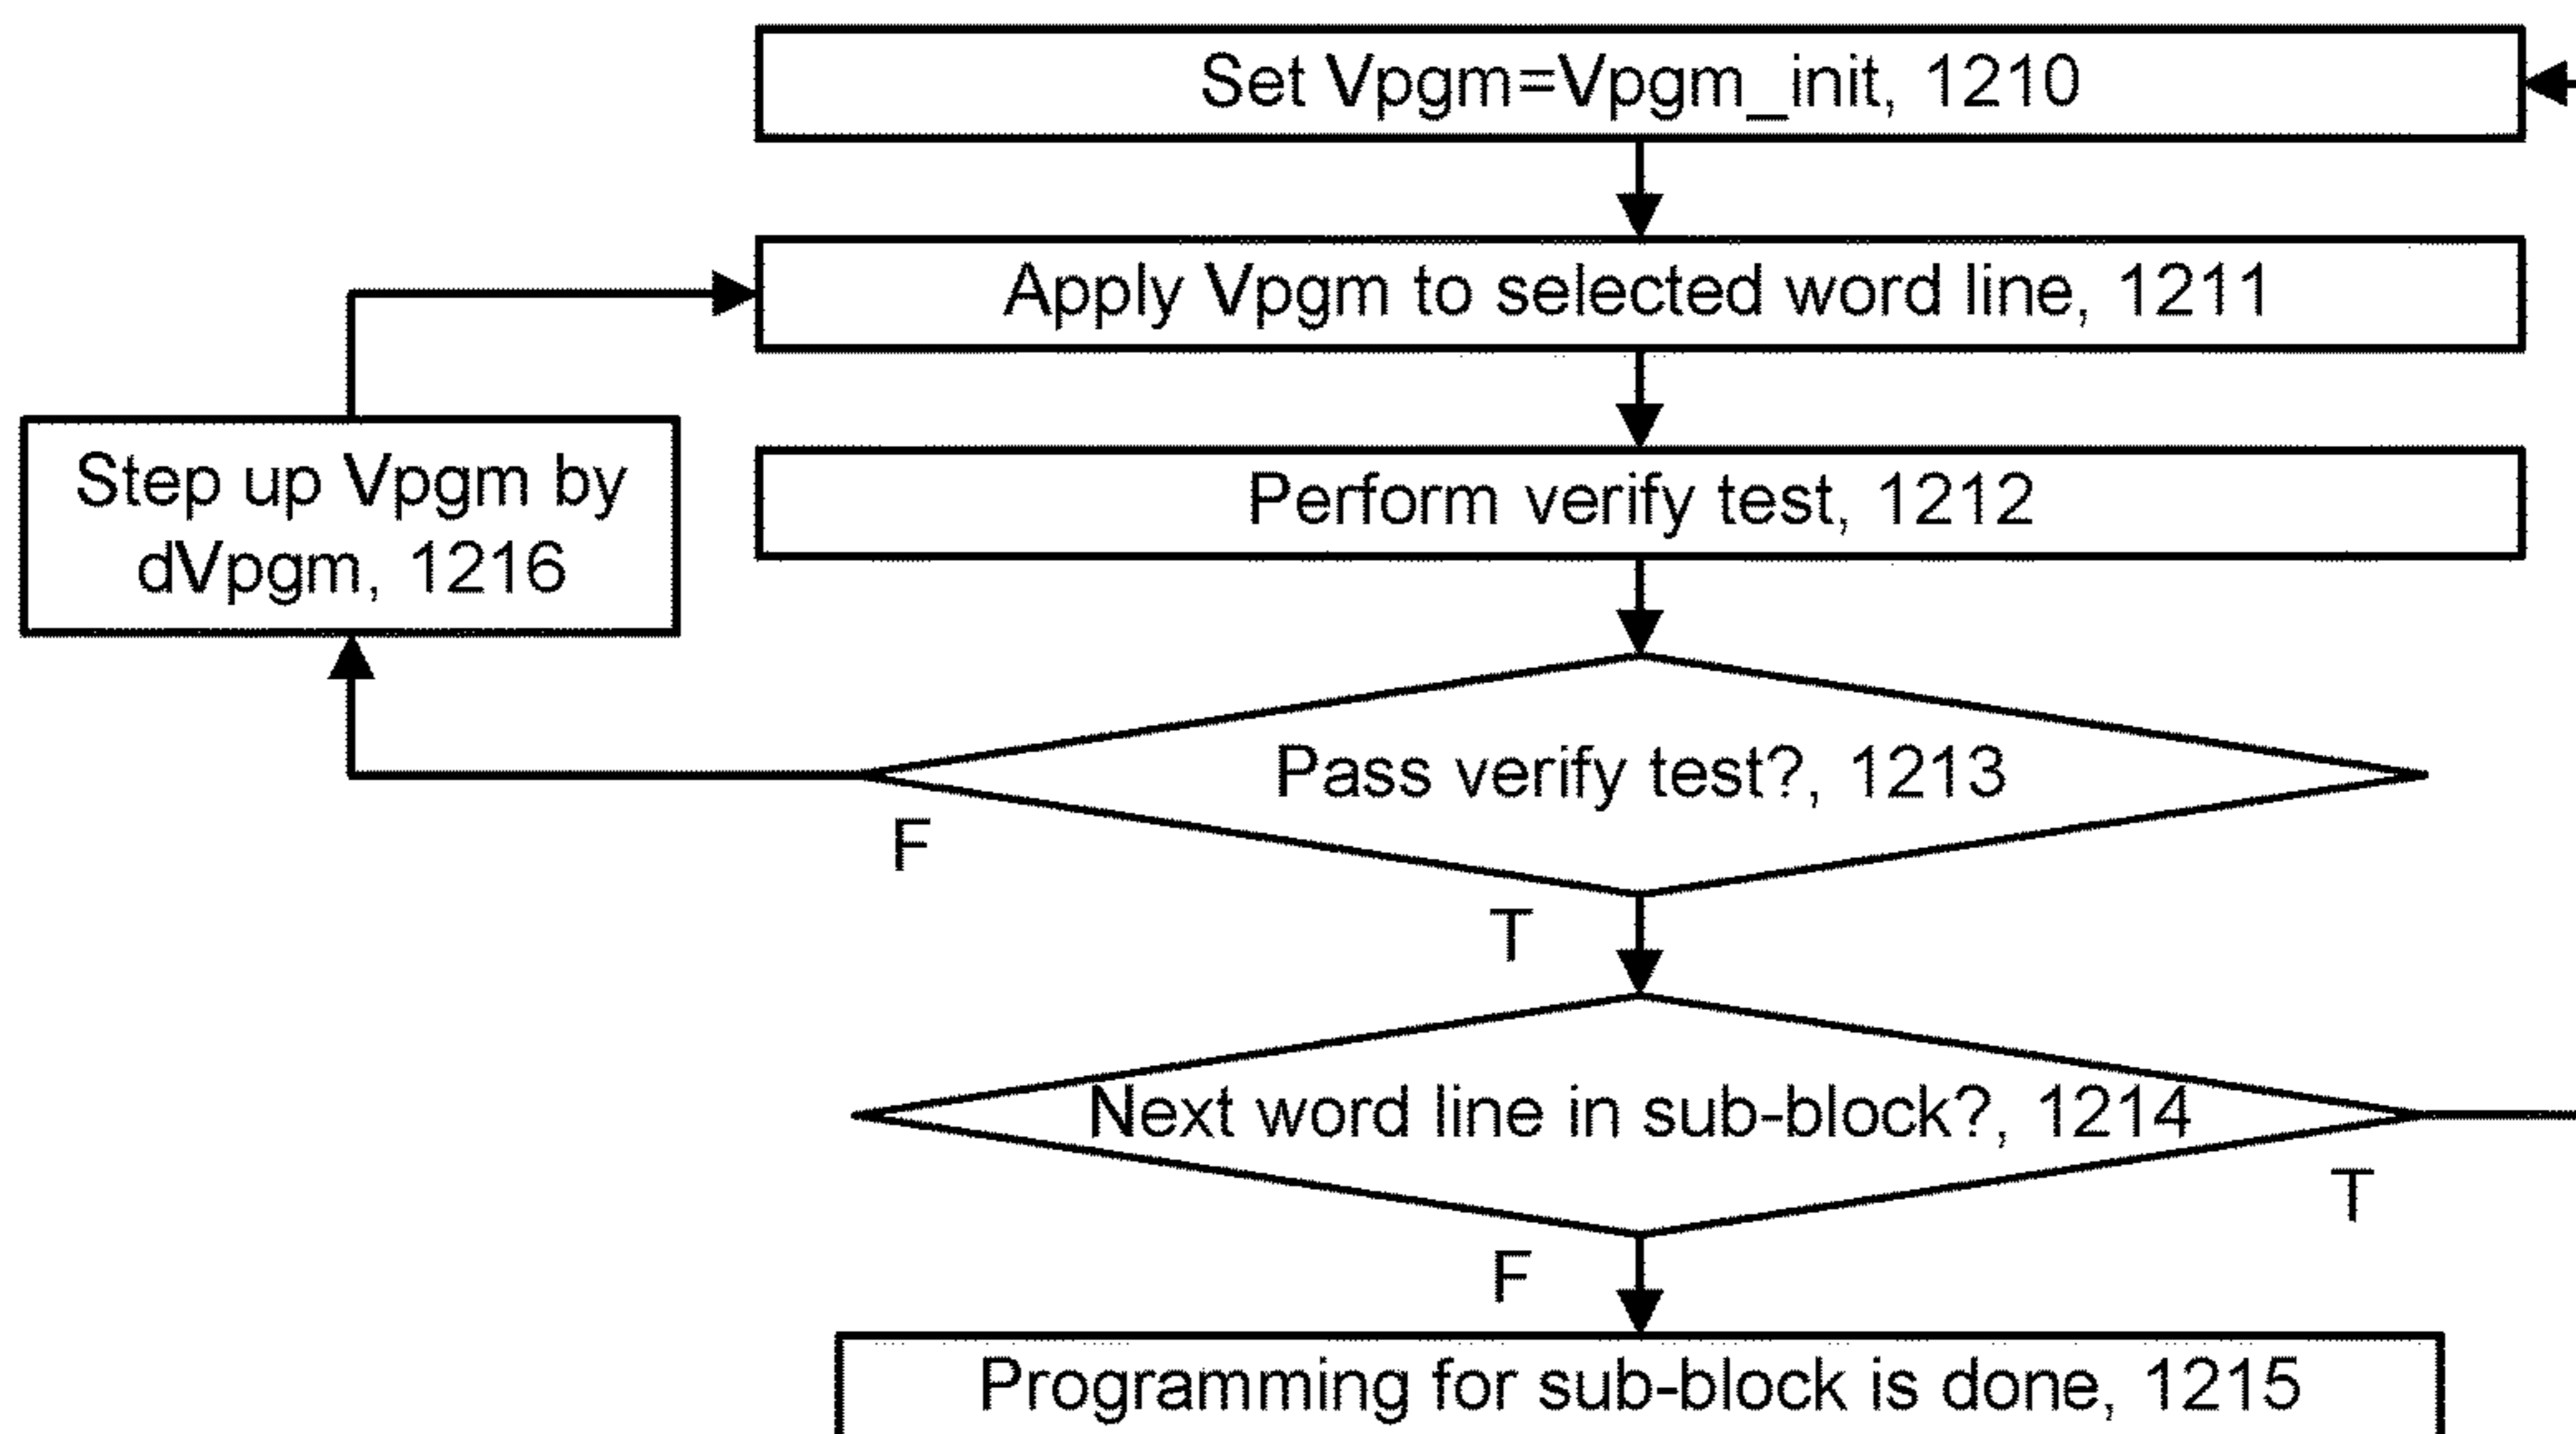 Set Vpgm=Vpgm_init, 1210
Apply Vpgm to selected word line, 1211
Step up Vpgm by
dVpgm, 1216
Perform verify test, 1212
Pass verify test?, 1213
F
T
Next word line in sub-block?, 1214
T
F
Programming for sub-block is done, 1215